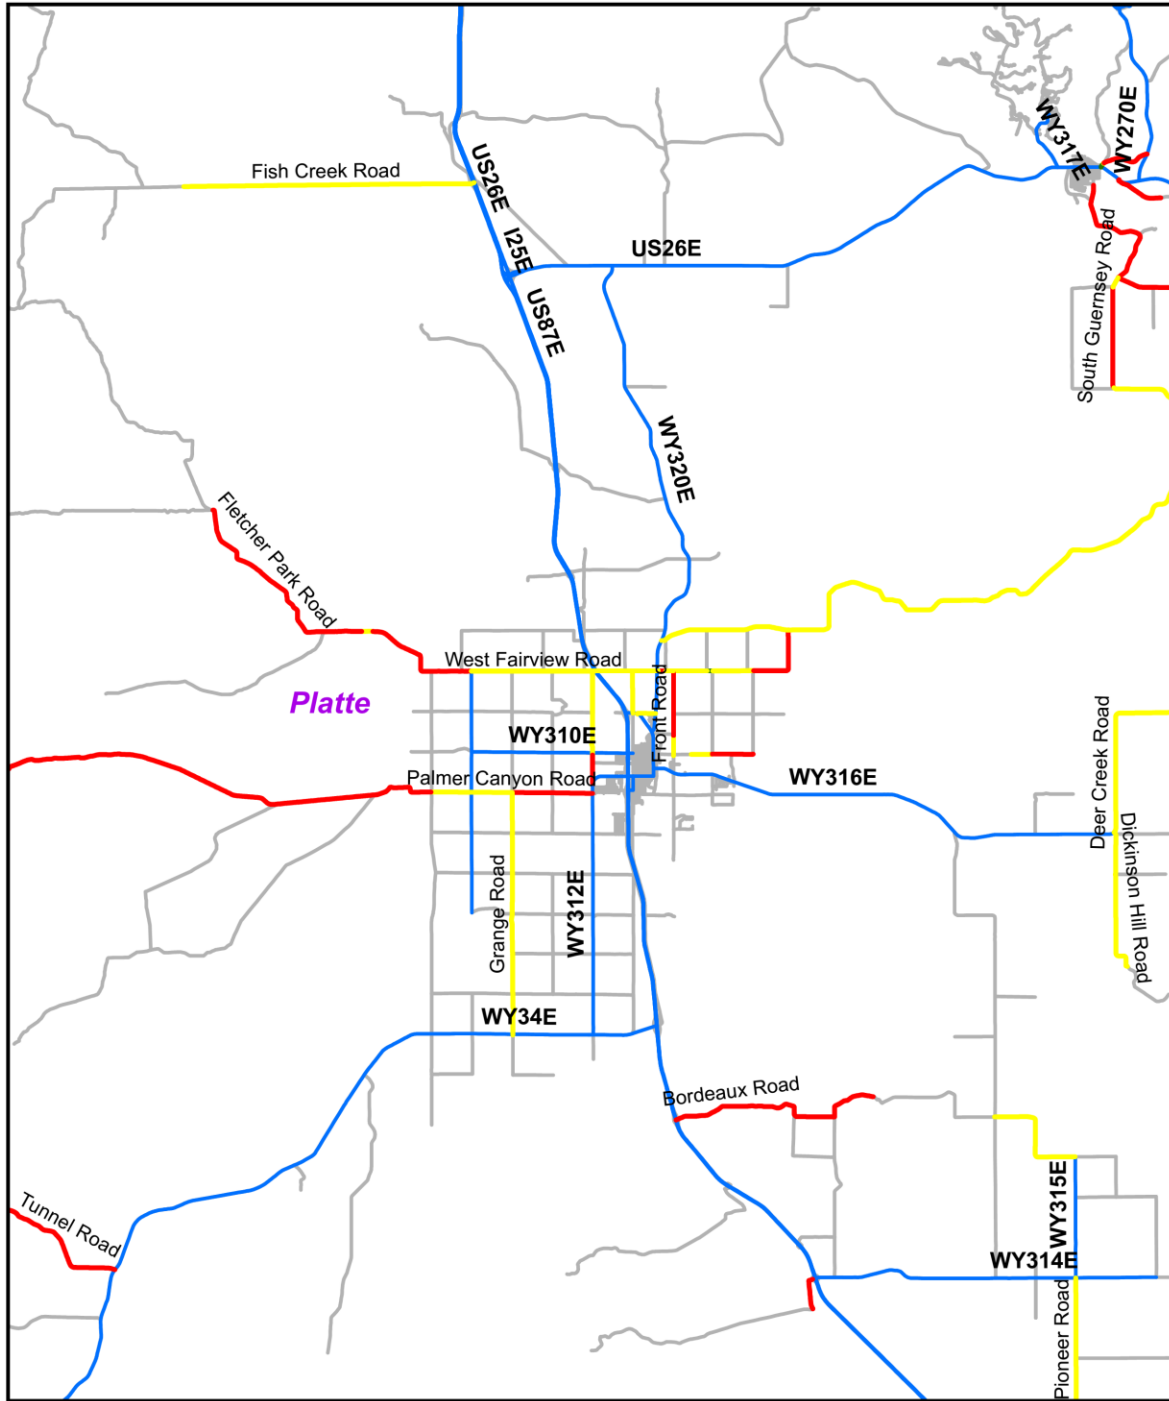 WY270E
WY317E
Fish Creek Road
US26E
I25E
US26E
US87E
South Guernsey Road
WY320E
Fletcher Park Road
West Fairview Road
Platte
Front Road
WY310E
Palmer Canyon Road
WY316E
Deer Creek Road
Dickinson Hill Road
Grange Road
WY312E
WY34E
Bordeaux Road
WY315E
Tunnel Road
WY314E
Pioneer Road